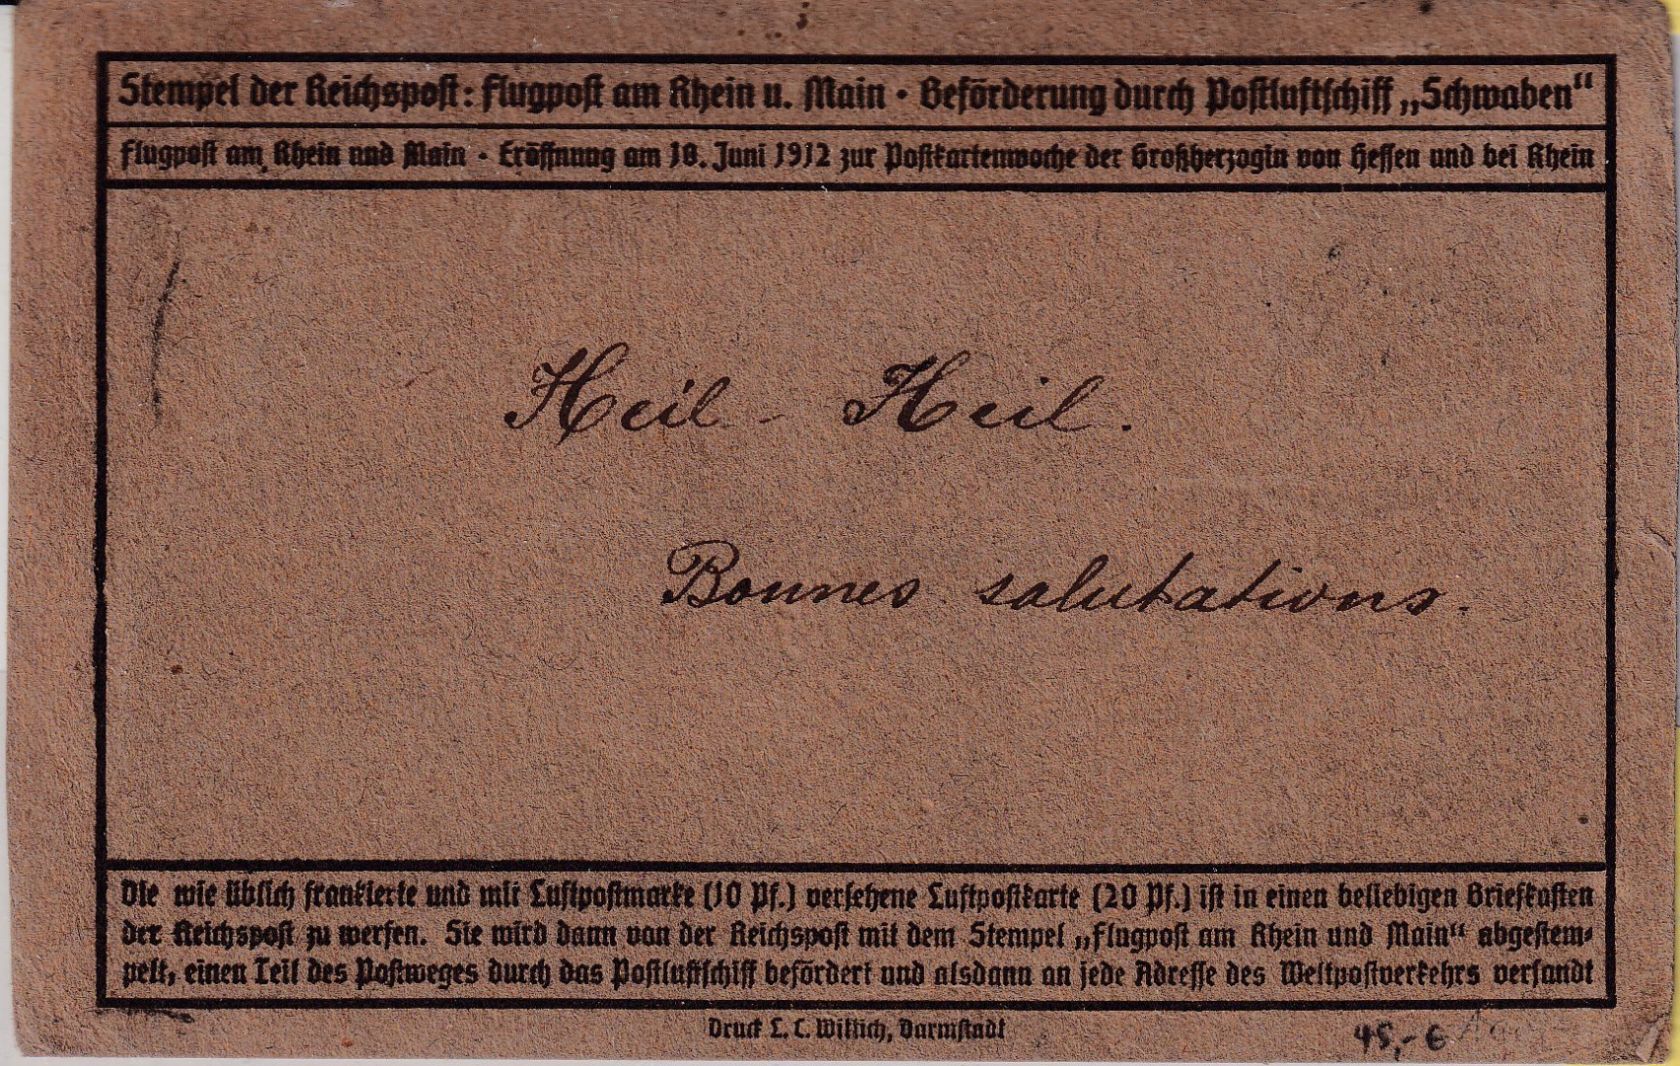 Stempel der Reichspost: Flugpost am Rhein u. Main · Beförderung durch Postluftschiff „Schwaben“
Flugpost am Rhein und Main · Eröffnung am 10. Juni 1912 zur Postkartenwoche der Großherzogin von Hessen und bei Rhein
Heil - Heil.
Bonnes salutations.
Die wie üblich frankierte und mit Luftpostmarke (10 Pf.) versehene Luftpostkarte (20 Pf.) ist in einen beliebigen Briefkasten
der Reichspost zu werfen. Sie wird dann von der Reichspost mit dem Stempel „Flugpost am Rhein und Main“ abgestem-
pelt, einen Teil des Postweges durch das Postluftschiff befördert und alsdann an jede Adresse des Weltpostverkehrs versandt
Druck L. C. Wittich, Darmstadt
45,- €